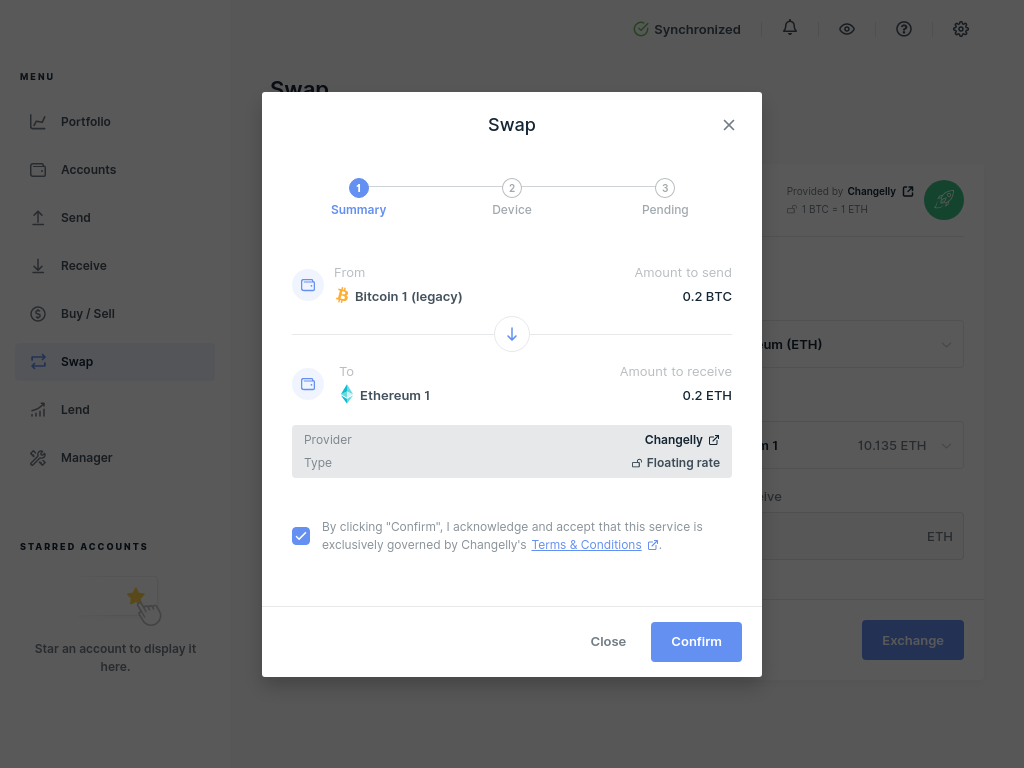 Synchronized
MENU
Portfolio
Accounts
Send
Receive
Buy / Sell
Swap
Lend
Manager
STARRED ACCOUNTS
Star an account to display it
here.
Swap
Provided by Changelly
1 BTC = 1 ETH
(ETH)
1 10.135 ETH
ETH
Exchange
Swap
1
2
3
Summary
Device
Pending
From
Amount to send
Bitcoin 1 (legacy)
0.2 BTC
To
Amount to receive
Ethereum 1
0.2 ETH
Provider
Changelly
Type
Floating rate
By clicking "Confirm", I acknowledge and accept that this service is
exclusively governed by Changelly's Terms & Conditions .
Close
Confirm